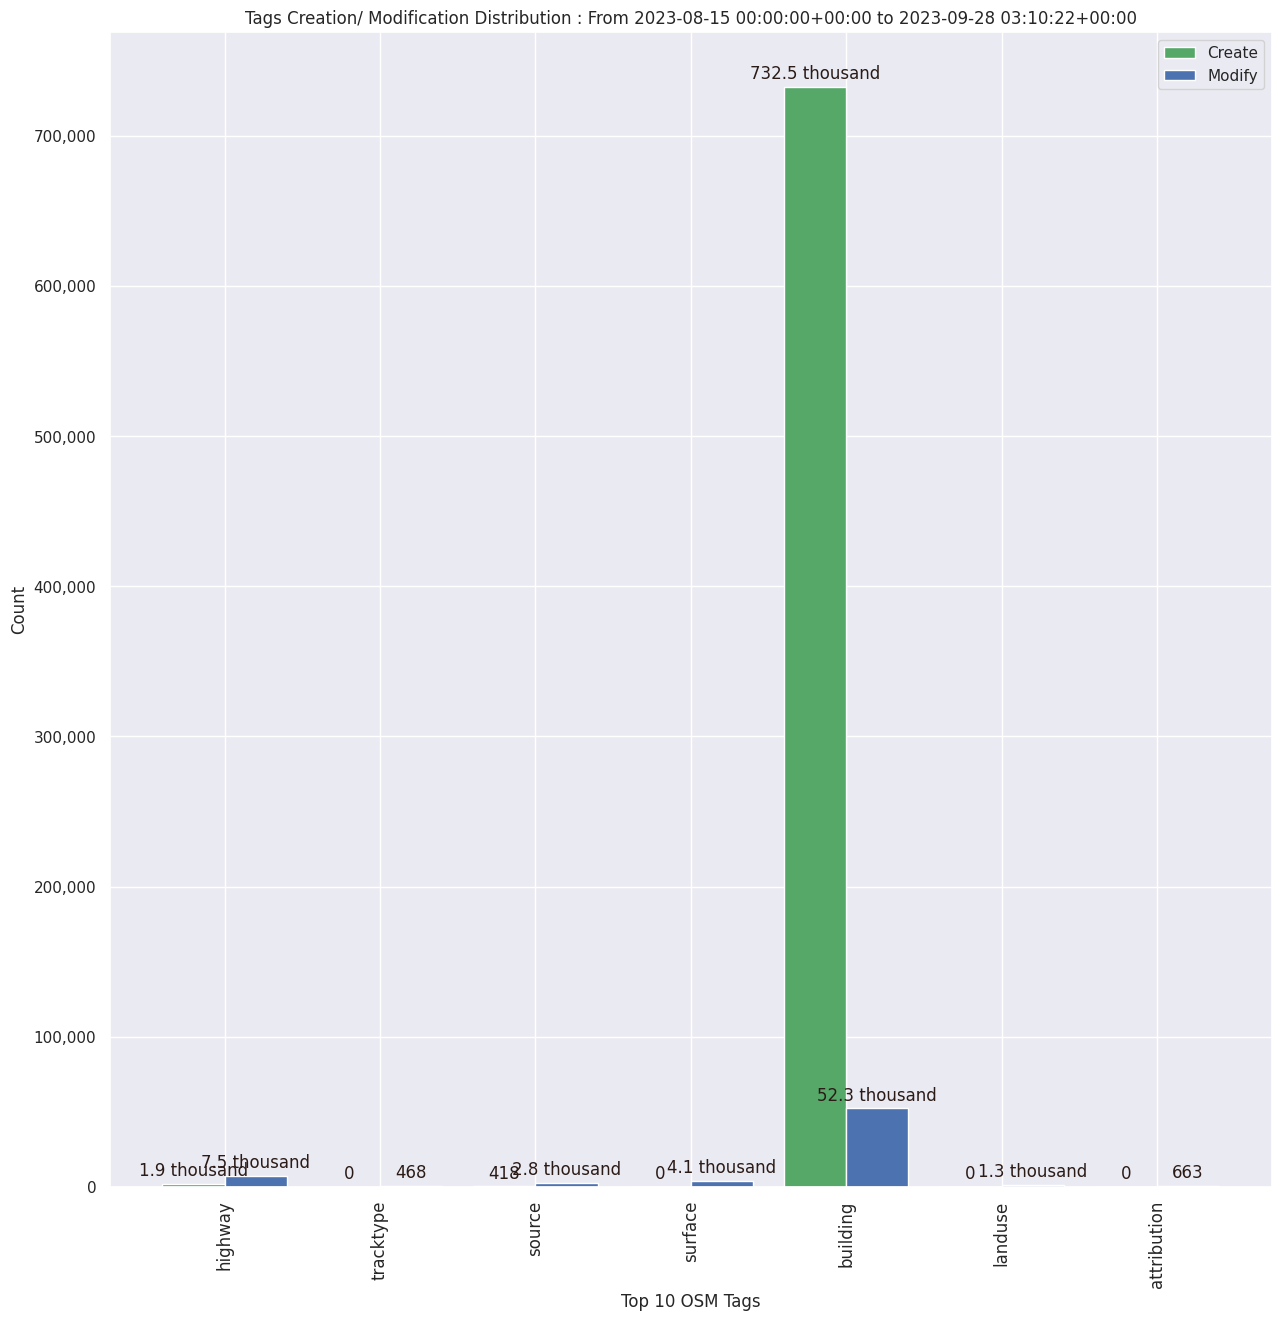 Tags Creation/ Modification Distribution : From 2023-08-15 00:00:00+00:00 to 2023-09-28 03:10:22+00:00
Create
Modify
732.5 thousand
700,000
600,000
500,000
400,000
300,000
200,000
100,000
0
Count
52.3 thousand
1.9 thousand
7.5 thousand
0
468
418
2.8 thousand
0
4.1 thousand
0
1.3 thousand
0
663
highway
tracktype
source
surface
building
landuse
attribution
Top 10 OSM Tags